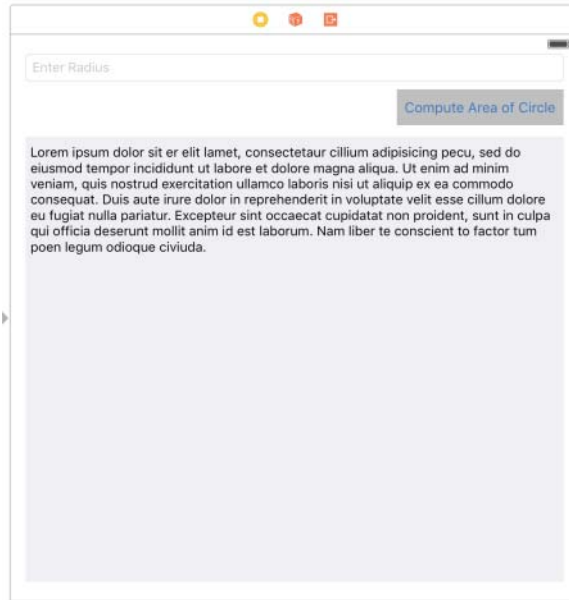 Enter Radius
Compute Area of Circle
Lorem ipsum dolor sit er elit lamet, consectetaur cillium adipisicing pecu, sed do
eiusmod tempor incididunt ut labore et dolore magna aliqua. Ut enim ad minim
veniam, quis nostrud exercitation ullamco laboris nisi ut aliquip ex ea commodo
consequat. Duis aute irure dolor in reprehenderit in voluptate velit esse cillum dolore
eu fugiat nulla pariatur. Excepteur sint occaecat cupidatat non proident, sunt in culpa
qui officia deserunt mollit anim id est laborum. Nam liber te conscient to factor tum
poen legum odioque civiuda.